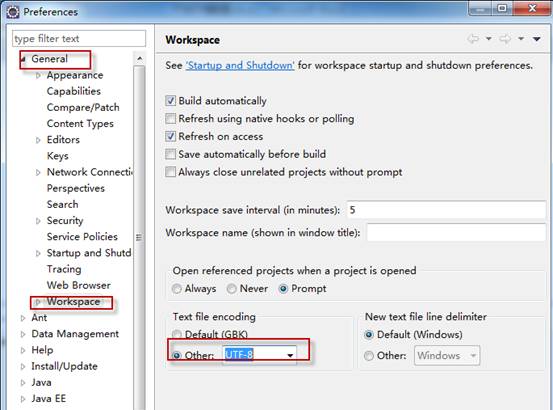 Preferences
type filter text
General
Appearance
Capabilities
Compare/Patch
Content Types
Editors
Keys
Network Connectio
Perspectives
Search
Security
Service Policies
Startup and Shutd
Tracing
Web Browser
Workspace
Ant
Data Management
Help
Install/Update
Java
Java EE
Workspace
See 'Startup and Shutdown' for workspace startup and shutdown preferences.
Build automatically
Refresh using native hooks or polling
Refresh on access
Save automatically before build
Always close unrelated projects without prompt
Workspace save interval (in minutes): 5
Workspace name (shown in window title):
Open referenced projects when a project is opened
Always Never Prompt
Text file encoding
Default (GBK)
Other: UTF-8
New text file line delimiter
Default (Windows)
Other: Windows